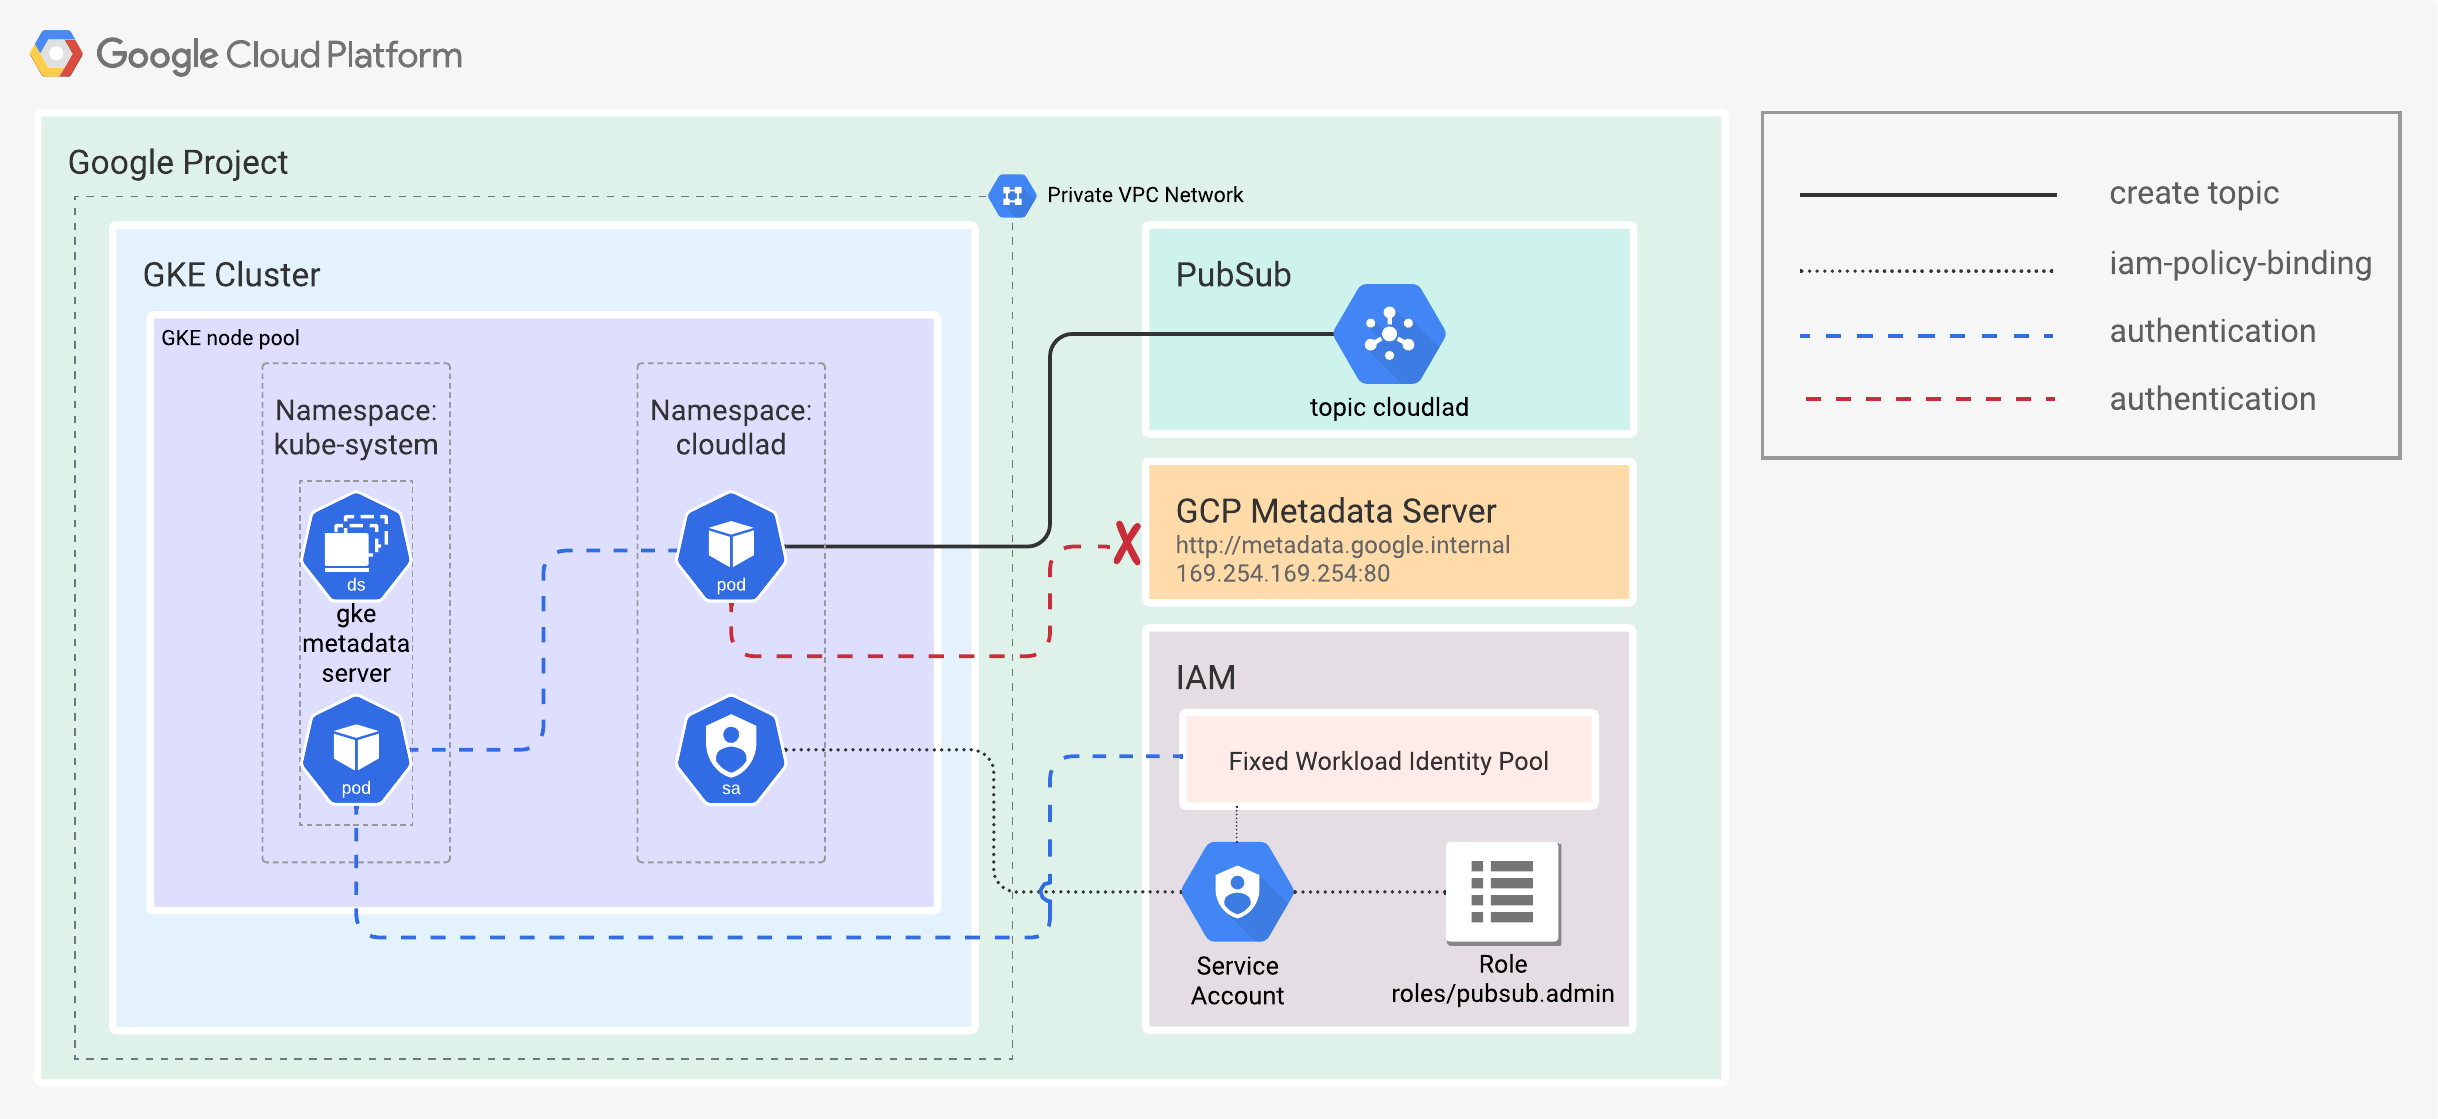 Google Cloud Platform
Google Project
Private VPC Network
GKE Cluster
GKE node pool
Namespace:
kube-system
ds
gke
metadata
server
pod
Namespace:
cloudlad
pod
sa
PubSub
topic cloudlad
GCP Metadata Server
http://metadata.google.internal
169.254.169.254:80
IAM
Fixed Workload Identity Pool
Service
Account
Role
roles/pubsub.admin
create topic
iam-policy-binding
authentication
authentication